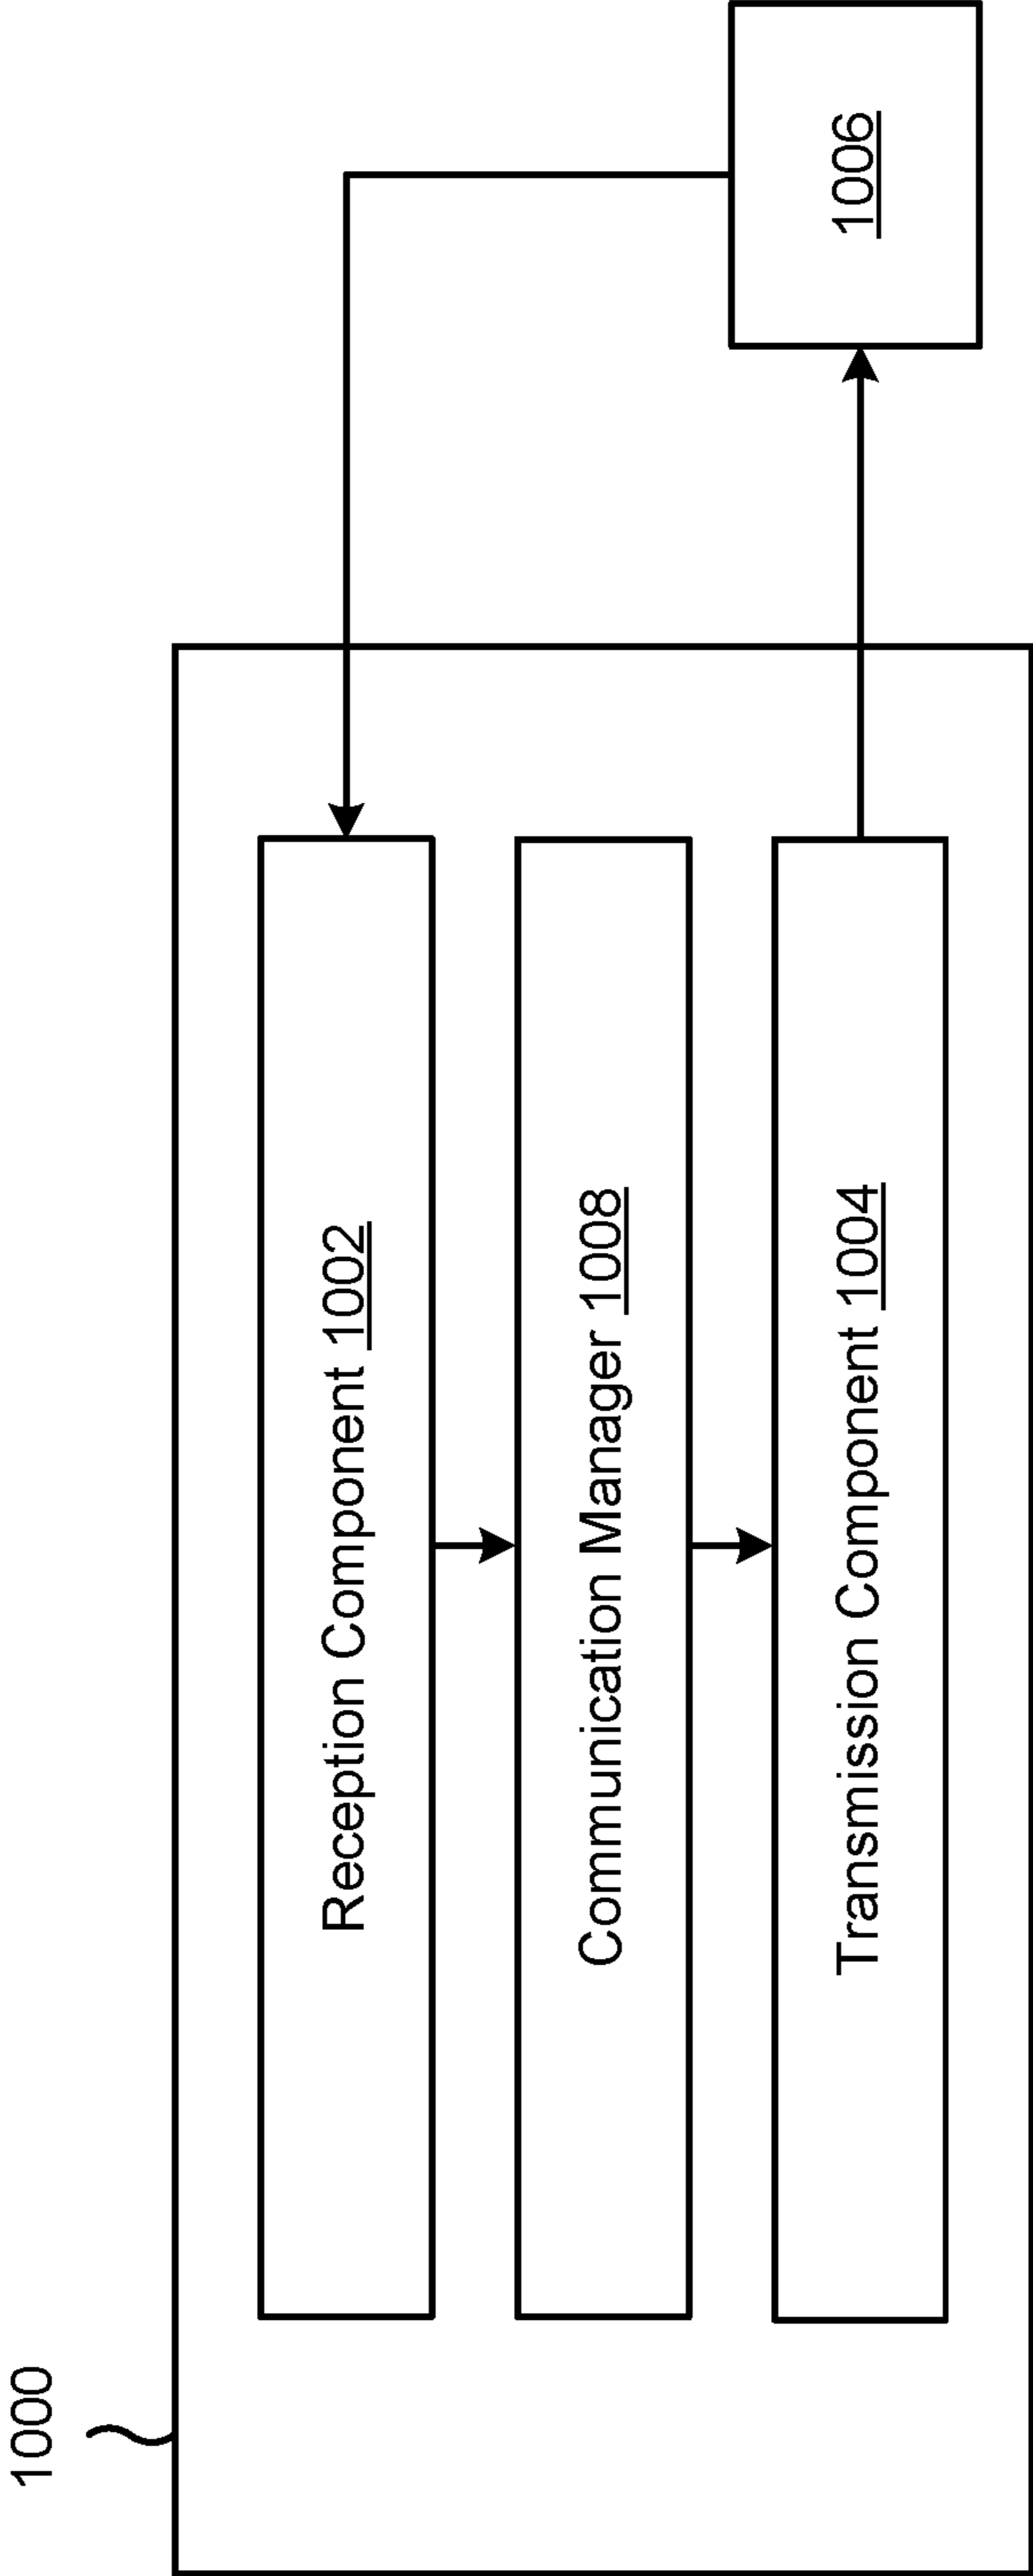 1000
Reception Component 1002
Communication Manager 1008
Transmission Component 1004
1006